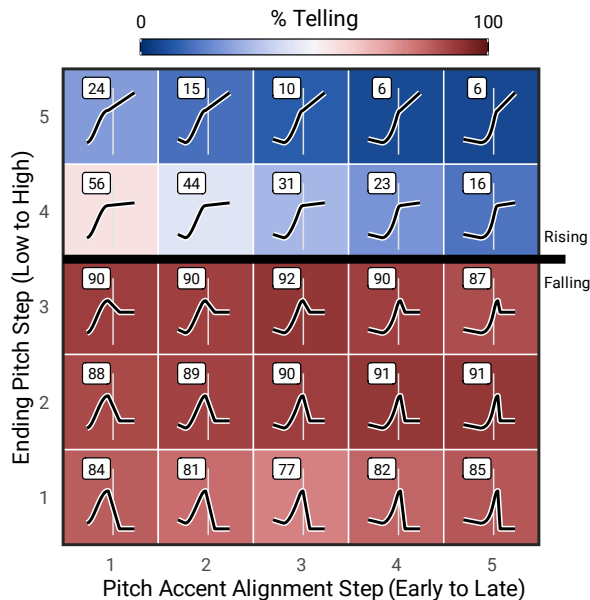 % Telling
0 100
Ending Pitch Step (Low to High)
5 24 15 10 6 6
4 56 44 31 23 16
Rising
Falling
3 90 90 92 90 87
2 88 89 90 91 91
1 84 81 77 82 85
1 2 3 4 5
Pitch Accent Alignment Step (Early to Late)